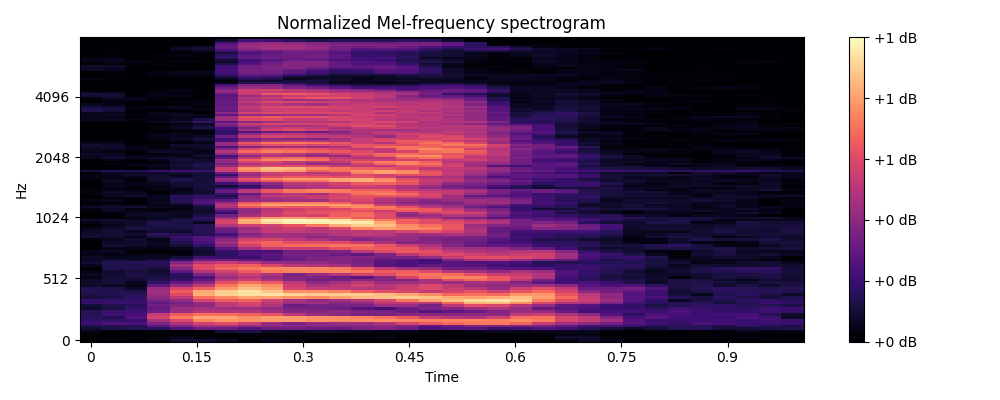 Normalized Mel-frequency spectrogram
+1 dB
4096
+1 dB
2048
+1 dB
Hz
1024
+0 dB
512
+0 dB
0
+0 dB
0 0.15 0.3 0.45 0.6 0.75 0.9
Time